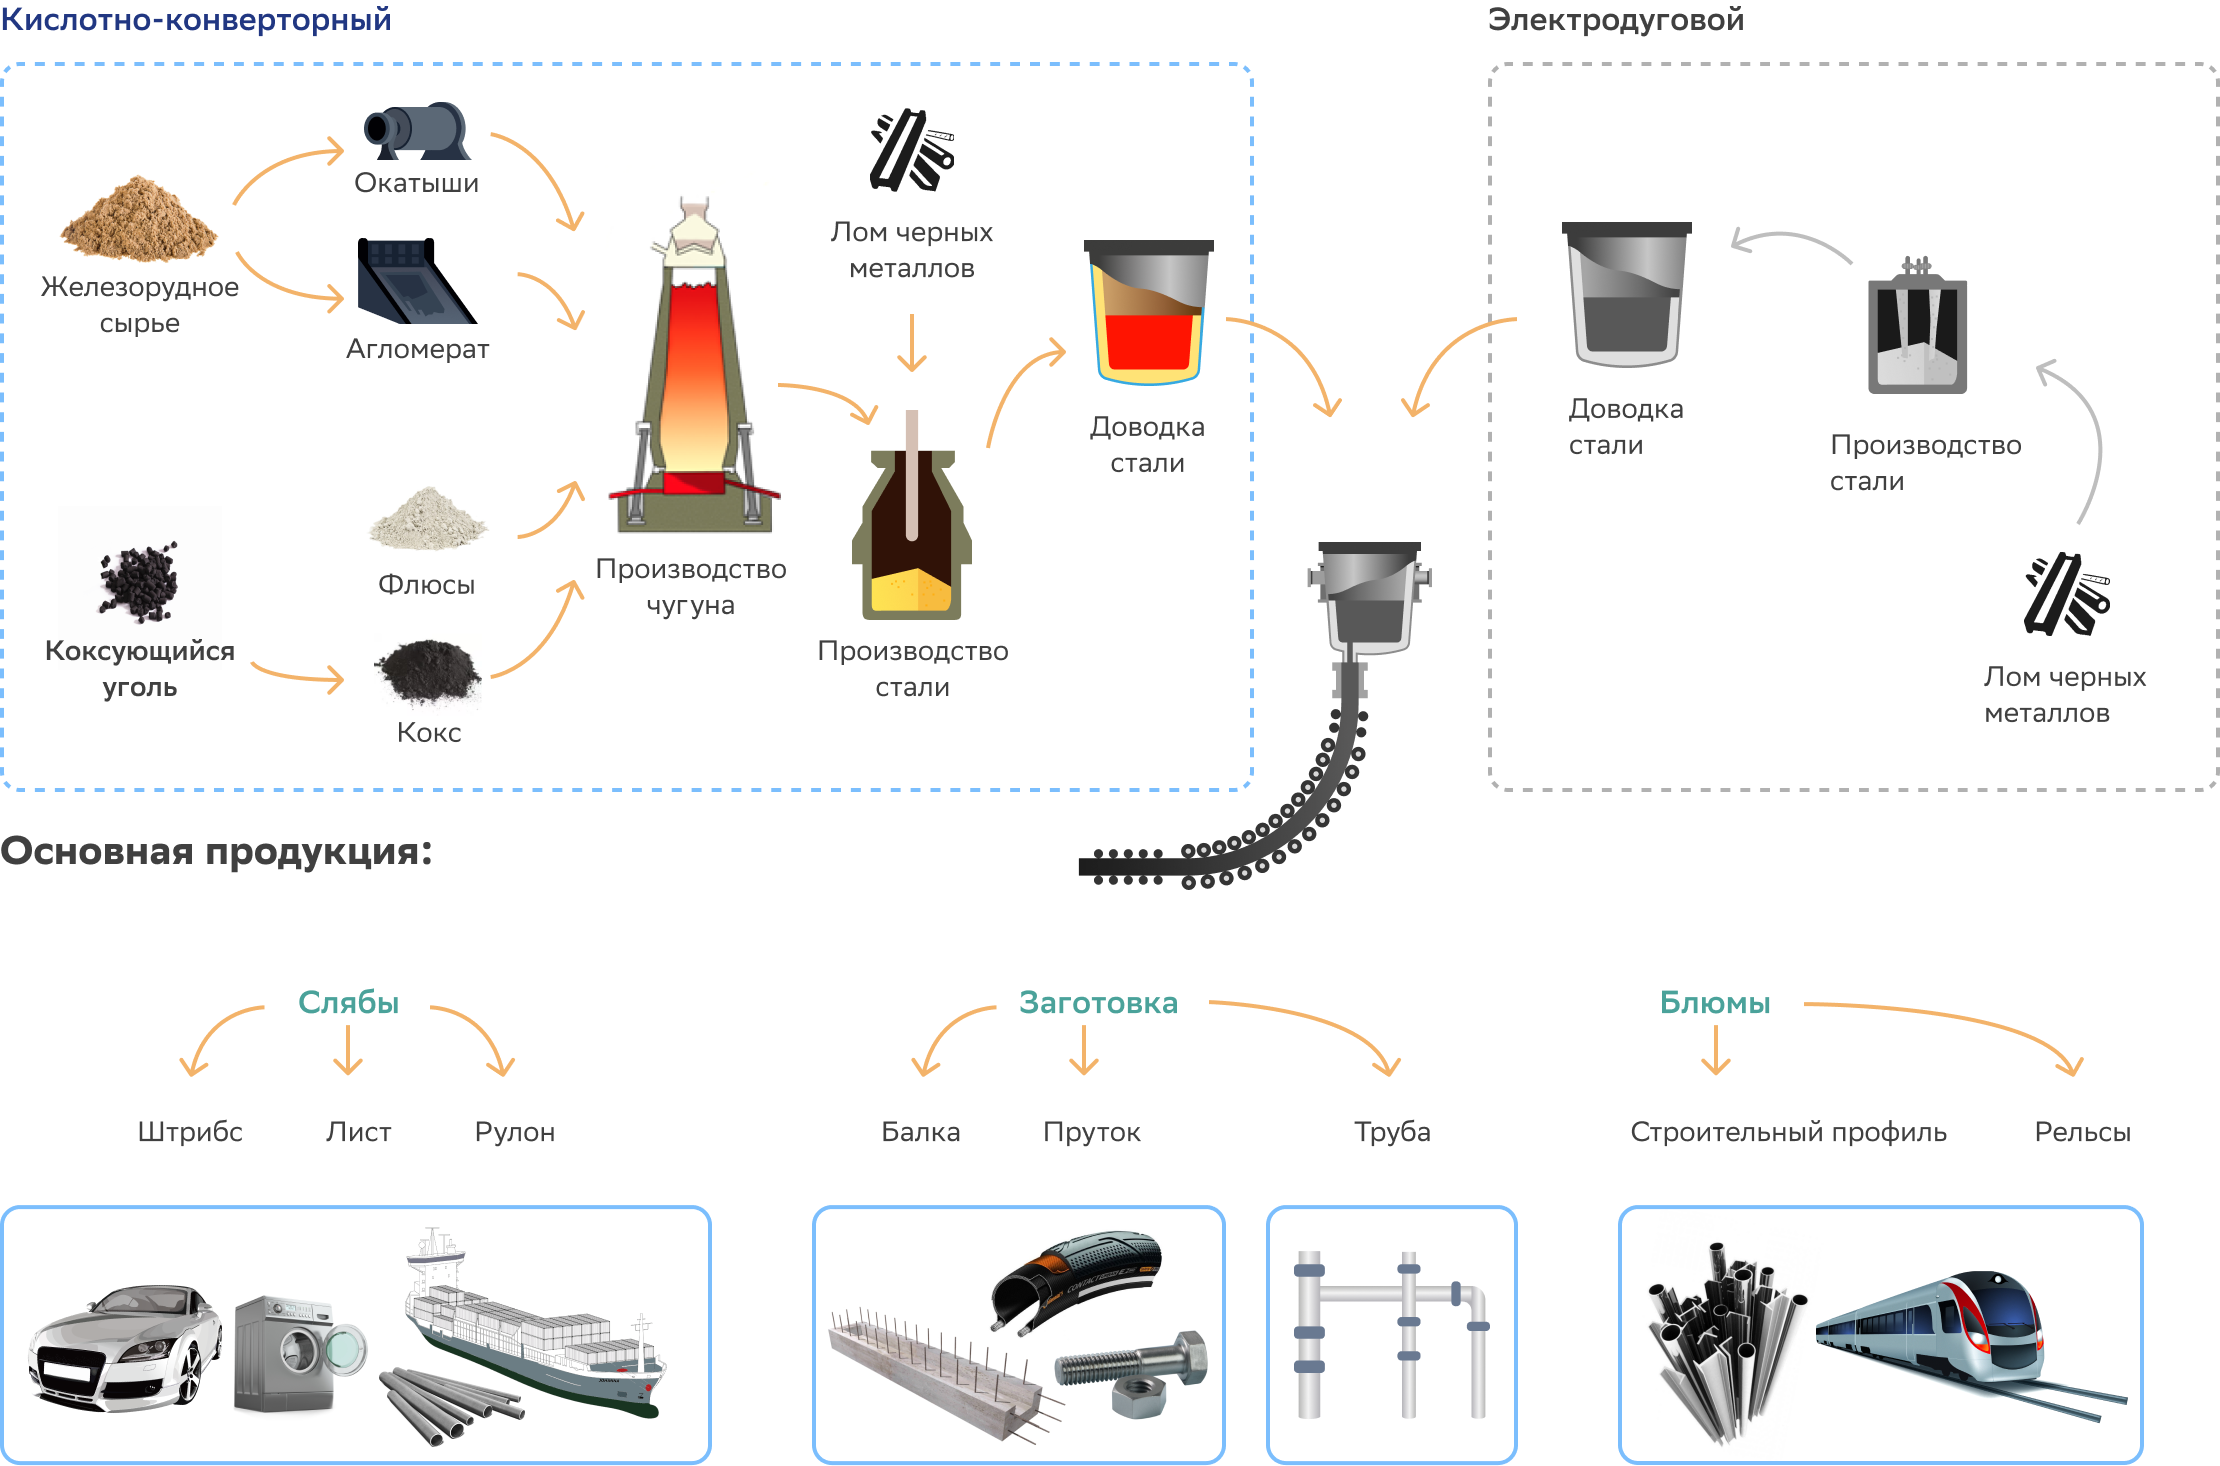 Кислотно-конверторный
Электродуговой
Окатыши
Железорудное
сырье
Агломерат
Лом черных
металлов
Доводка
стали
Доводка
стали
Производство
стали
Флюсы
Производство
чугуна
Коксующийся
уголь
Кокс
Производство
стали
Лом черных
металлов
Основная продукция:
Слябы
Заготовка
Блюмы
Штрибс
Лист
Рулон
Балка
Пруток
Труба
Строительный профиль
Рельсы